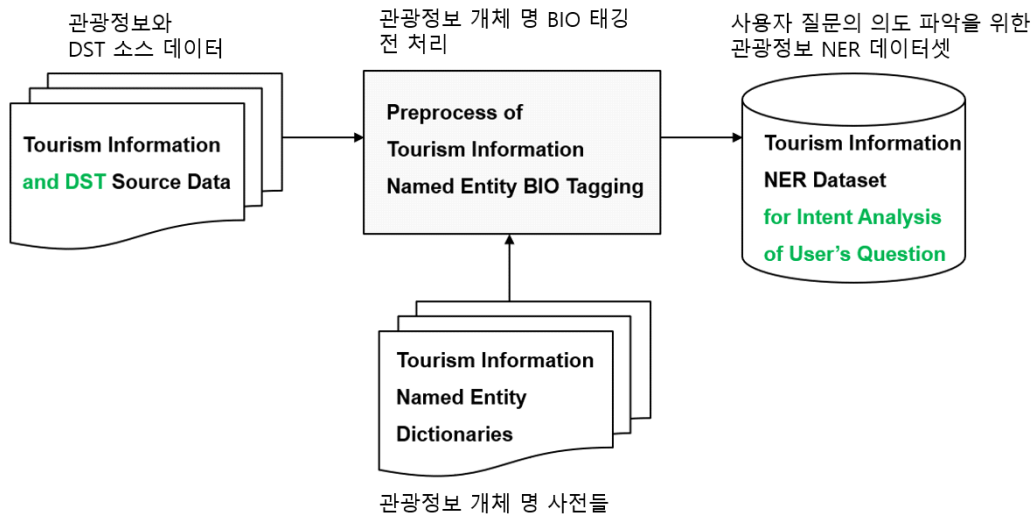 관광정보와
DST 소스 데이터
Tourism Information
and DST Source Data
관광정보 개체 명 BIO 태깅
전 처리
Preprocess of
Tourism Information
Named Entity BIO Tagging
사용자 질문의 의도 파악을 위한
관광정보 NER 데이터셋
Tourism Information
NER Dataset
for Intent Analysis
of User's Question
Tourism Information
Named Entity
Dictionaries
관광정보 개체 명 사전들